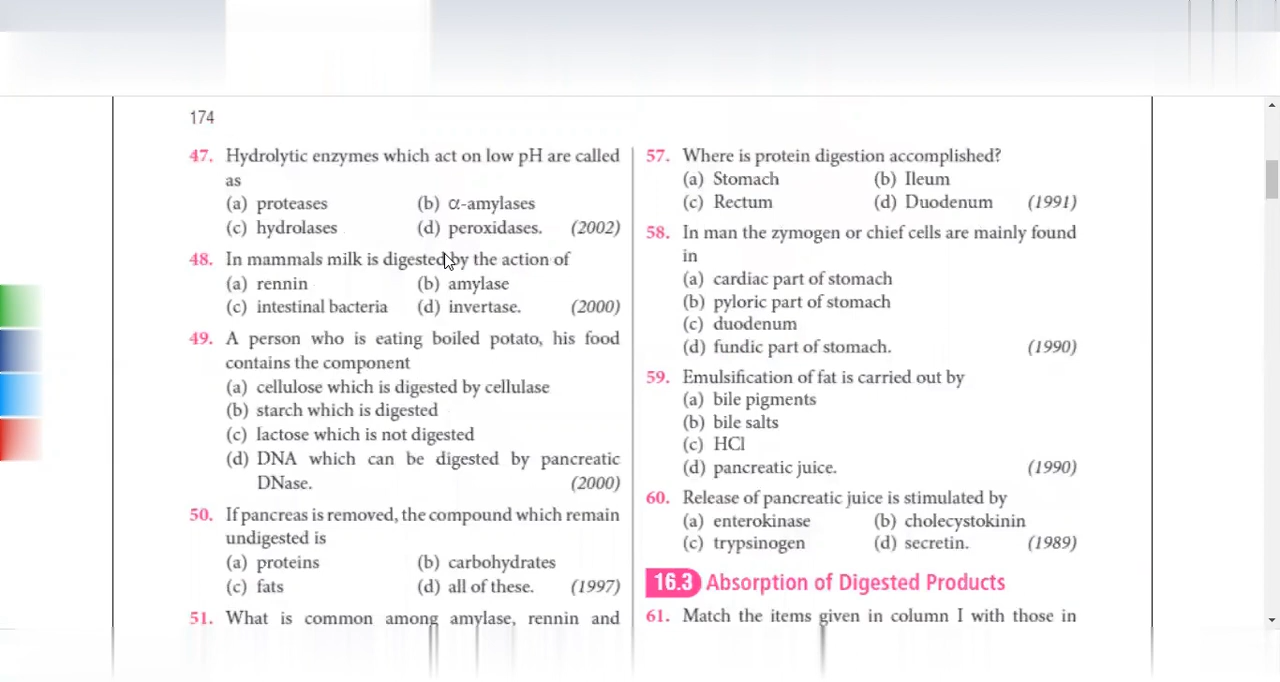 174
47. Hydrolytic enzymes which act on low pH are called
as
(a) proteases (b) α-amylases
(c) hydrolases (d) peroxidases. (2002)
48. In mammals milk is digested by the action of
(a) rennin (b) amylase
(c) intestinal bacteria (d) invertase. (2000)
49. A person who is eating boiled potato, his food
contains the component
(a) cellulose which is digested by cellulase
(b) starch which is digested
(c) lactose which is not digested
(d) DNA which can be digested by pancreatic
DNase. (2000)
50. If pancreas is removed, the compound which remain
undigested is
(a) proteins (b) carbohydrates
(c) fats (d) all of these. (1997)
51. What is common among amylase, rennin and
57. Where is protein digestion accomplished?
(a) Stomach (b) Ileum
(c) Rectum (d) Duodenum (1991)
58. In man the zymogen or chief cells are mainly found
in
(a) cardiac part of stomach
(b) pyloric part of stomach
(c) duodenum
(d) fundic part of stomach. (1990)
59. Emulsification of fat is carried out by
(a) bile pigments
(b) bile salts
(c) HCl
(d) pancreatic juice. (1990)
60. Release of pancreatic juice is stimulated by
(a) enterokinase (b) cholecystokinin
(c) trypsinogen (d) secretin. (1989)
16.3 Absorption of Digested Products
61. Match the items given in column I with those in